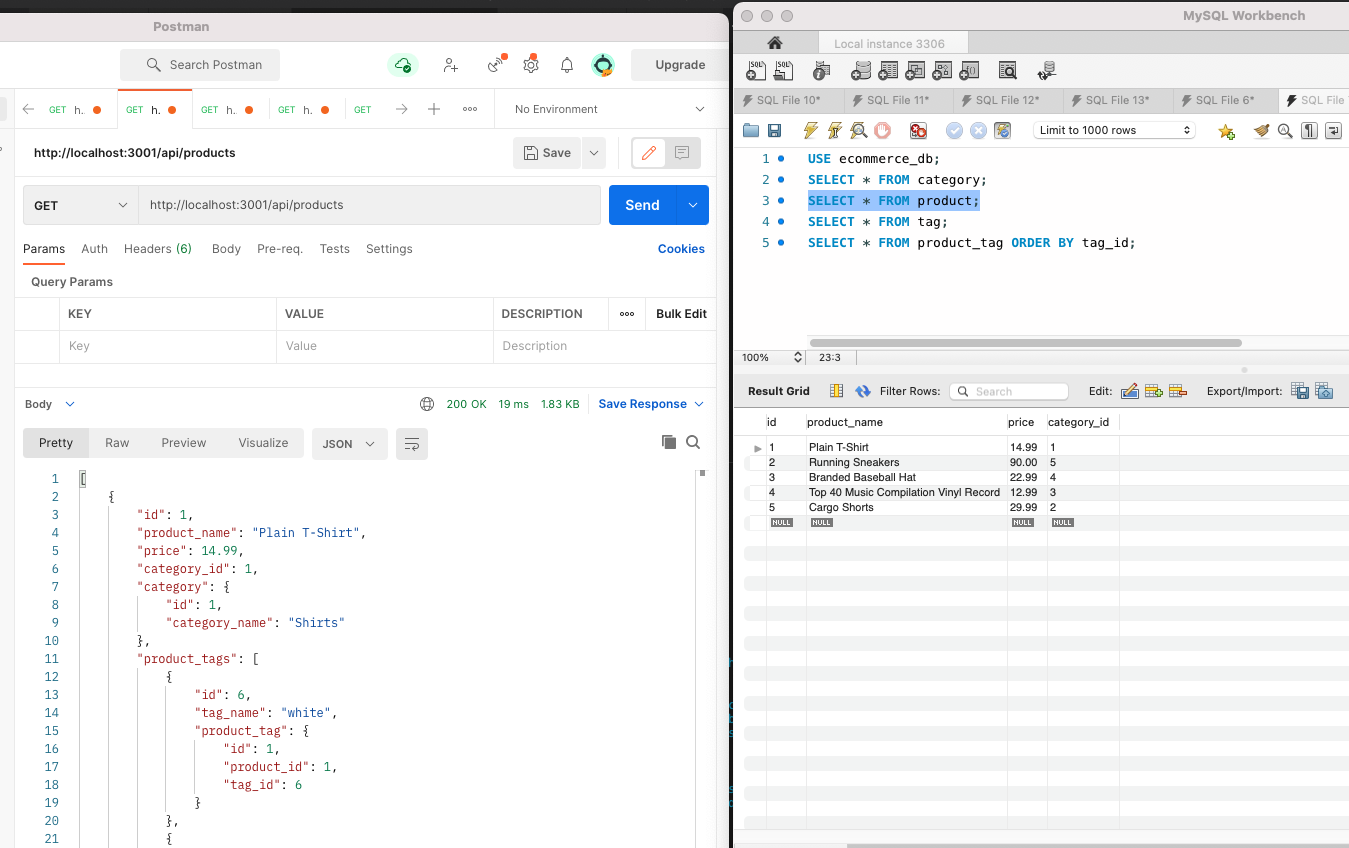 Postman
Search Postman
Upgrade
GET h.
GET h.
GET h.
GET h.
GET
No Environment
http://localhost:3001/api/products
Save
GET
http://localhost:3001/api/products
Send
Params Auth Headers (6) Body Pre-req. Tests Settings Cookies
Query Params
KEY VALUE DESCRIPTION ooo Bulk Edit
Key Value Description
Body 200 OK 19 ms 1.83 KB Save Response
Pretty Raw Preview Visualize JSON
1 [
2 {
3 "id": 1,
4 "product_name": "Plain T-Shirt",
5 "price": 14.99,
6 "category_id": 1,
7 "category": {
8 "id": 1,
9 "category_name": "Shirts"
10 },
11 "product_tags": [
12 {
13 "id": 6,
14 "tag_name": "white",
15 "product_tag": {
16 "id": 1,
17 "product_id": 1,
18 "tag_id": 6
19 }
20 },
21 {
MySQL Workbench
Local instance 3306
SQL File 10* SQL File 11* SQL File 12* SQL File 13* SQL File 6* SQL File
Limit to 1000 rows
1 USE ecommerce_db;
2 SELECT * FROM category;
3 SELECT * FROM product;
4 SELECT * FROM tag;
5 SELECT * FROM product_tag ORDER BY tag_id;
100% 23:3
Result Grid Filter Rows: Search Edit: Export/Import:
id product_name price category_id
1 Plain T-Shirt 14.99 1
2 Running Sneakers 90.00 5
3 Branded Baseball Hat 22.99 4
4 Top 40 Music Compilation Vinyl Record 12.99 3
5 Cargo Shorts 29.99 2
NULL NULL NULL NULL